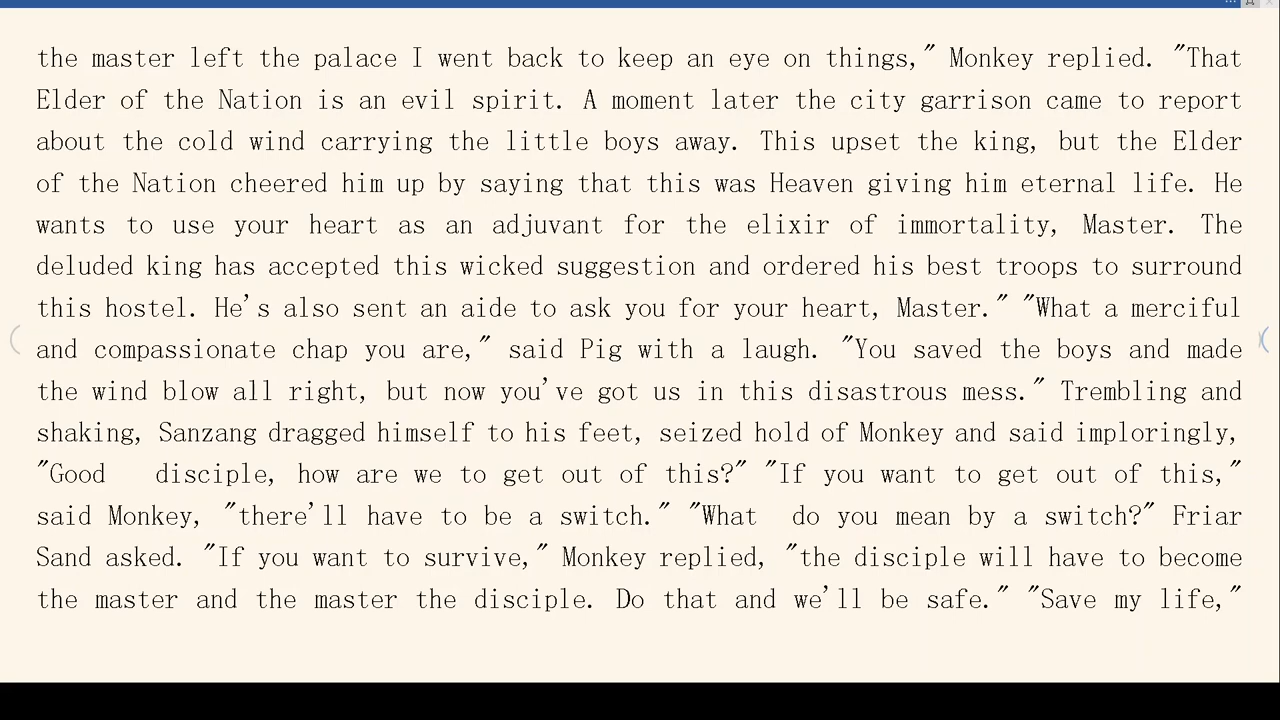 the master left the palace I went back to keep an eye on things," Monkey replied. "That
Elder of the Nation is an evil spirit. A moment later the city garrison came to report
about the cold wind carrying the little boys away. This upset the king, but the Elder
of the Nation cheered him up by saying that this was Heaven giving him eternal life. He
wants to use your heart as an adjuvant for the elixir of immortality, Master. The
deluded king has accepted this wicked suggestion and ordered his best troops to surround
this hostel. He's also sent an aide to ask you for your heart, Master." "What a merciful
and compassionate chap you are," said Pig with a laugh. "You saved the boys and made
the wind blow all right, but now you've got us in this disastrous mess." Trembling and
shaking, Sanzang dragged himself to his feet, seized hold of Monkey and said imploringly,
"Good disciple, how are we to get out of this?" "If you want to get out of this,"
said Monkey, "there'll have to be a switch." "What do you mean by a switch?" Friar
Sand asked. "If you want to survive," Monkey replied, "the disciple will have to become
the master and the master the disciple. Do that and we'll be safe." "Save my life,"